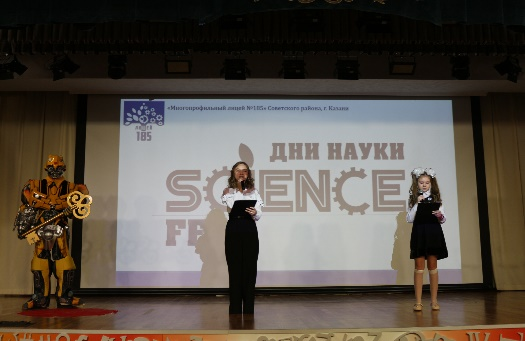 «Многопрофильный лицей №185» Советского района, г. Казани
ЛИЦЕЙ
185
ДНИ НАУКИ
SCIENCE
FE